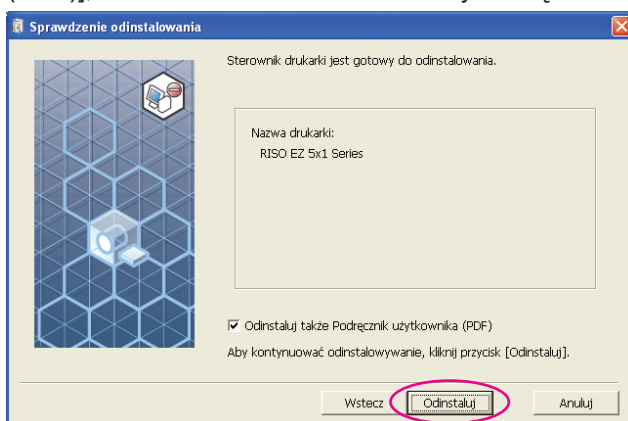 Sprawdzenie odinstalowania
Sterownik drukarki jest gotowy do odinstalowania.
Nazwa drukarki:
RISO EZ 5x1 Series
Odinstaluj także Podręcznik użytkownika (PDF)
Aby kontynuować odinstalowywanie, kliknij przycisk [Odinstaluj].
Wstecz Odinstaluj Anuluj